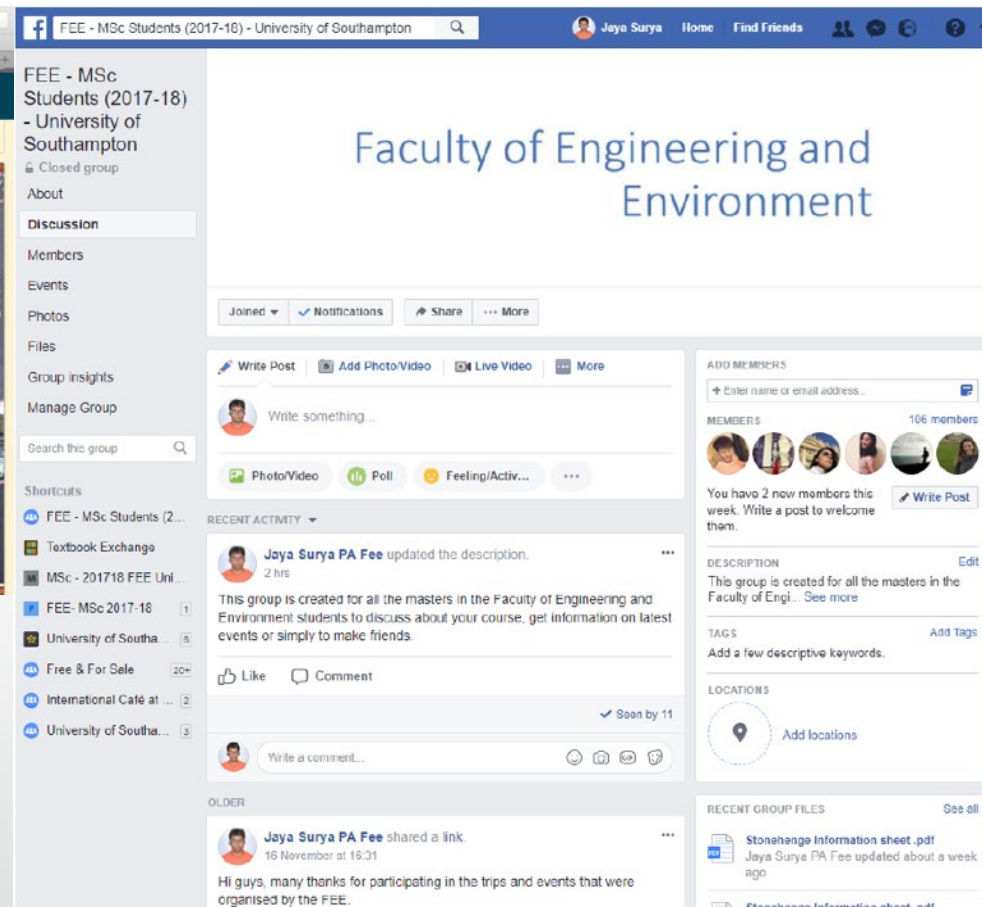 FEE - MSc Students (2017-18) - University of Southampton
Jaya Surya
Home
Find Friends
FEE - MSc
Students (2017-18)
- University of
Southampton
Closed group
About
Discussion
Members
Events
Photos
Files
Group insights
Manage Group
Search this group
Shortcuts
FEE - MSc Students (2...
Textbook Exchange
M MSc - 201718 FEE Uni...
FEE- MSc 2017-18 1
University of Southa... 6
Free & For Sale 20+
International Café at ... 2
University of Southa... 3
Faculty of Engineering and
Environment
Joined
Notifications
Share
More
Write Post
Add Photo/Video
Live Video
More
Write something...
Photo/Video
Poll
Feeling/Activ...
RECENT ACTIVITY
Jaya Surya PA Fee updated the description.
2 hrs
This group is created for all the masters in the Faculty of Engineering and
Environment students to discuss about your course, get information on latest
events or simply to make friends.
Like
Comment
Seen by 11
Write a comment...
OLDER
Jaya Surya PA Fee shared a link.
16 November at 16:31
Hi guys, many thanks for participating in the trips and events that were
organised by the FEE.
ADD MEMBERS
+ Enter name or email address...
MEMBERS
106 members
You have 2 new members this
week. Write a post to welcome
them.
Write Post
DESCRIPTION
Edit
This group is created for all the masters in the
Faculty of Engi... See more
TAGS
Add Tags
Add a few descriptive keywords.
LOCATIONS
Add locations
RECENT GROUP FILES
See all
Stonehenge Information sheet .pdf
Jaya Surya PA Fee updated about a week
ago
Stonehenge Information sheet .pdf